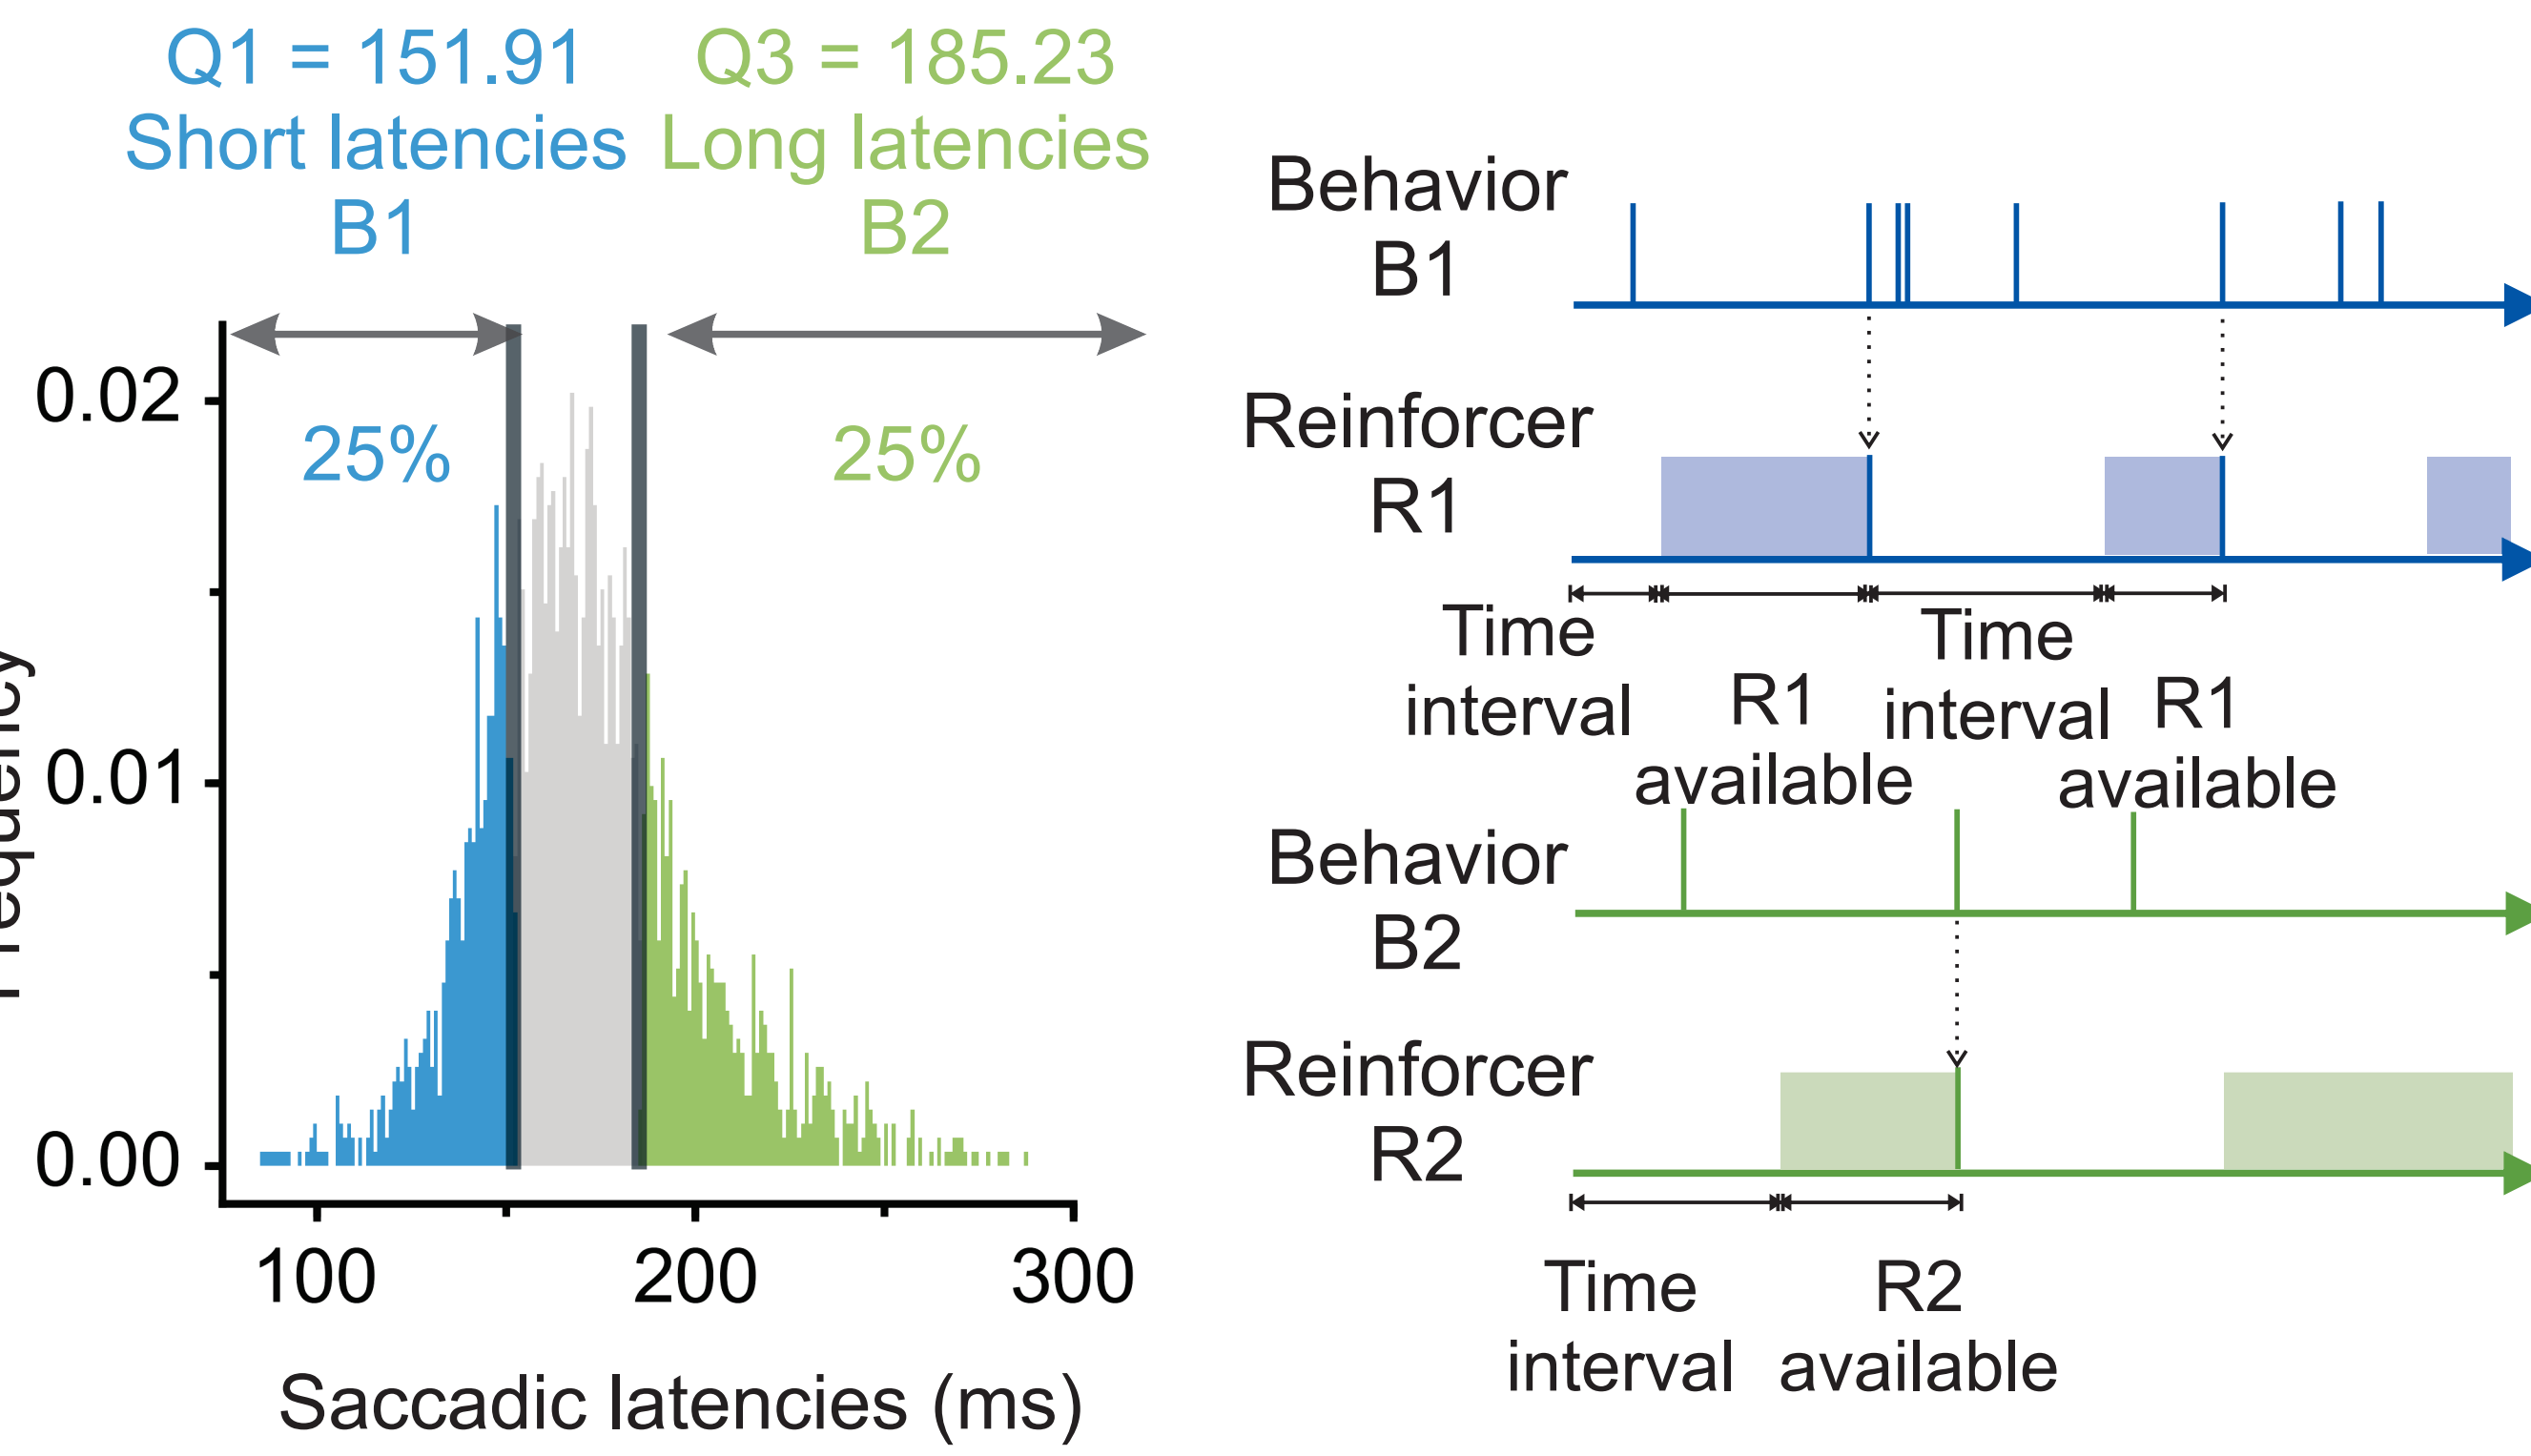 Q1 = 151.91
Short latencies
B1
Q3 = 185.23
Long latencies
B2
25%
25%
0.02
0.01
0.00
100
200
300
Saccadic latencies (ms)
Behavior
B1
Reinforcer
R1
Time
interval
R1
available
Time
interval
R1
available
Behavior
B2
Reinforcer
R2
Time
interval
R2
available